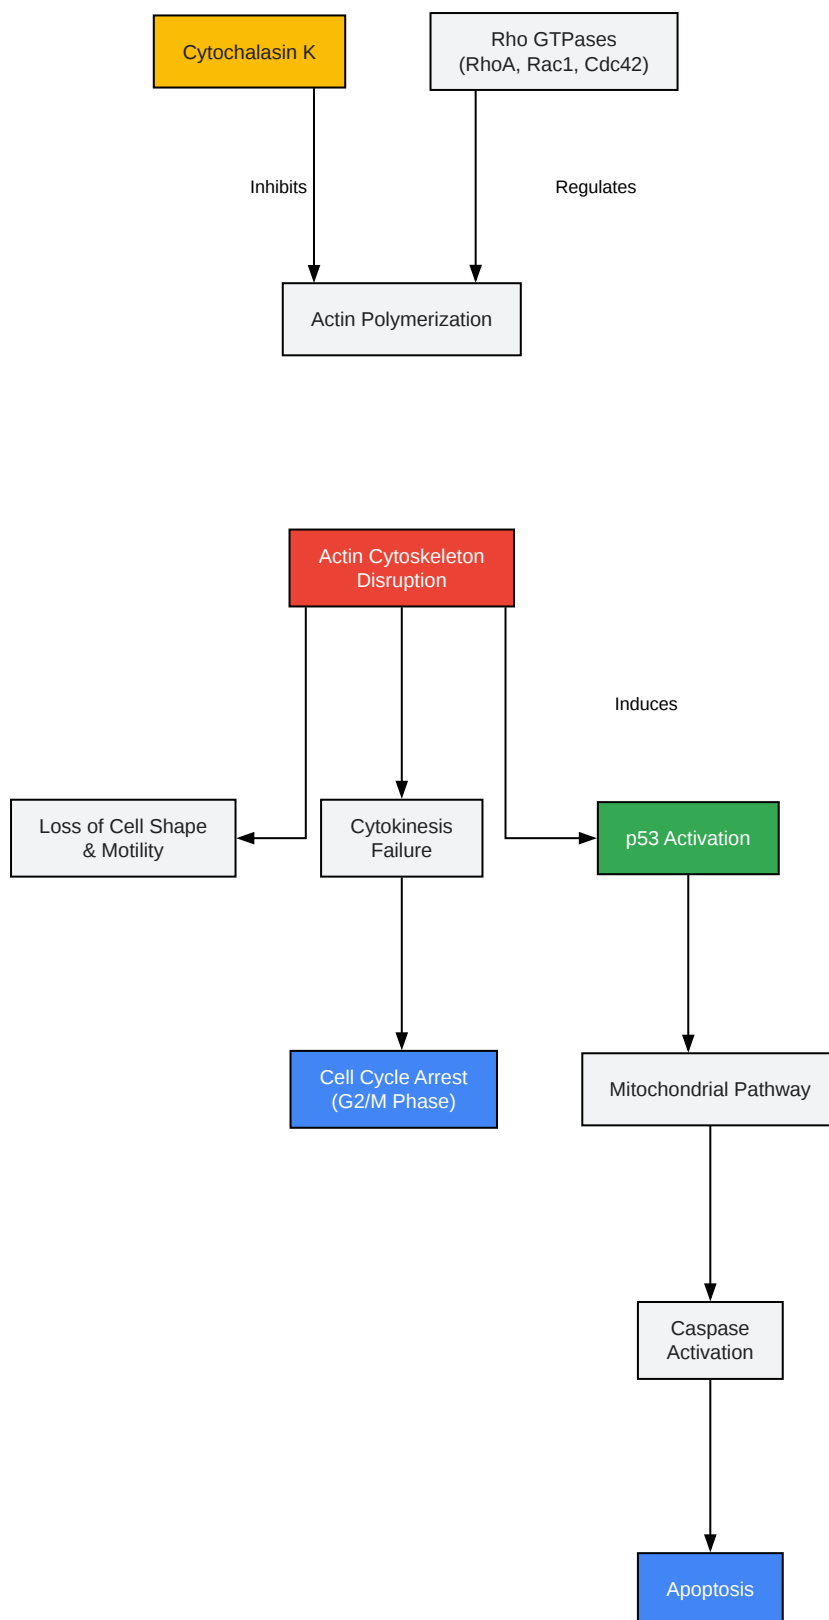 Cytochalasin K
Rho GTPases
(RhoA, Rac1, Cdc42)
Inhibits
Regulates
Actin Polymerization
Actin Cytoskeleton
Disruption
Induces
Loss of Cell Shape
& Motility
Cytokinesis
Failure
p53 Activation
Cell Cycle Arrest
(G2/M Phase)
Mitochondrial Pathway
Caspase
Activation
Apoptosis